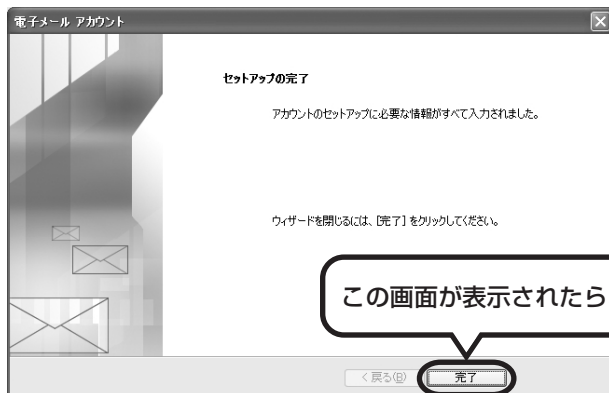 電子メール アカウント
セットアップの完了
アカウントのセットアップに必要な情報がすべて入力されました。
ウィザードを閉じるには、[完了] をクリックしてください。
この画面が表示されたら
< 戻る(B)
完了